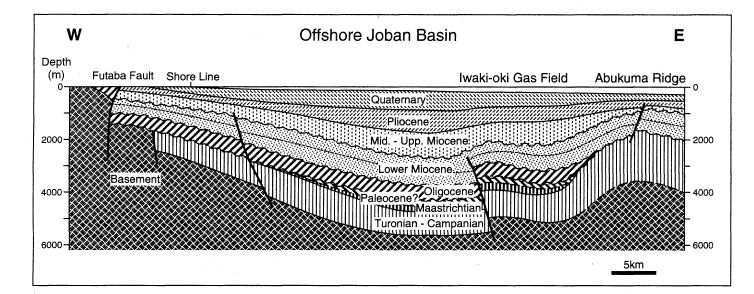 W
Offshore Joban Basin
E
Depth
(m)
Futaba Fault
Shore Line
Iwaki-oki Gas Field
Abukuma Ridge
0
0
Quaternary
Pliocene
2000
2000
Mid. - Upp. Miocene
Lower Miocene
Basement
4000
4000
Oligocene
Paleocene?
Maastrichtian
Turonian - Campanian
6000
6000
5km